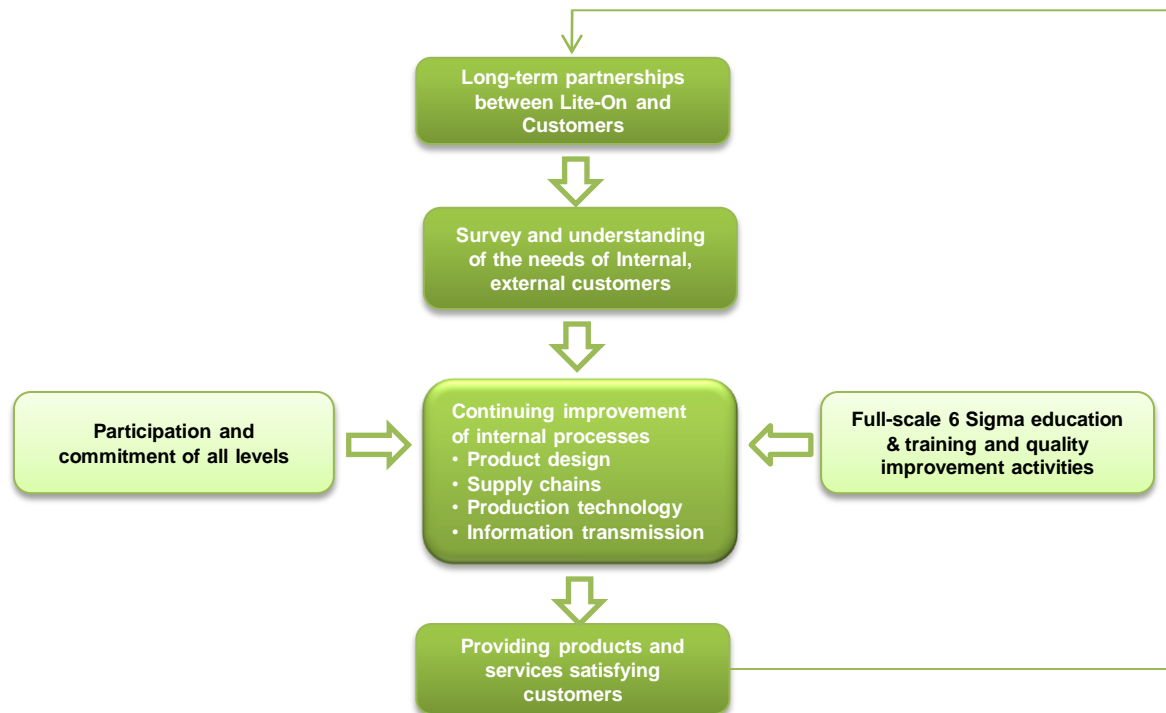 Long-term partnerships
between Lite-On and
Customers
Survey and understanding
of the needs of Internal,
external customers
Participation and
commitment of all levels
Continuing improvement
of internal processes
• Product design
• Supply chains
• Production technology
• Information transmission
Full-scale 6 Sigma education
& training and quality
improvement activities
Providing products and
services satisfying
customers